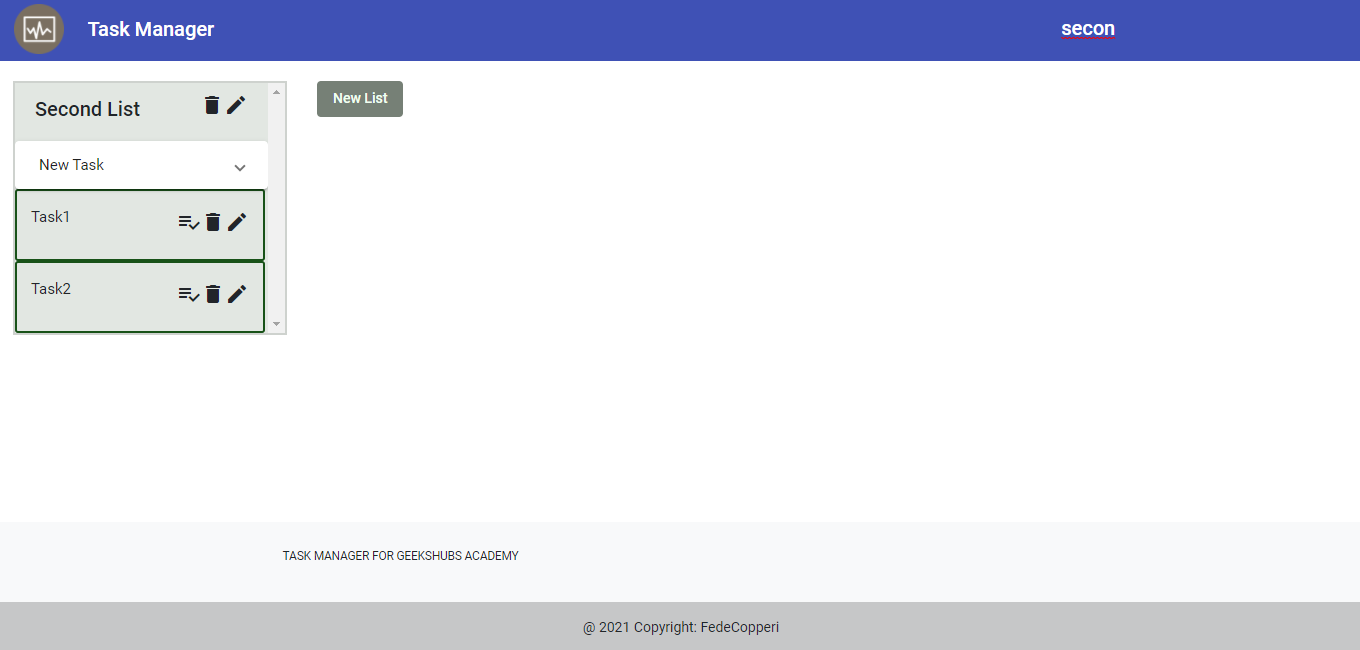 Task Manager
secon
Second List
New List
New Task
Task1
Task2
TASK MANAGER FOR GEEKSHUBS ACADEMY
@ 2021 Copyright: FedeCopperi